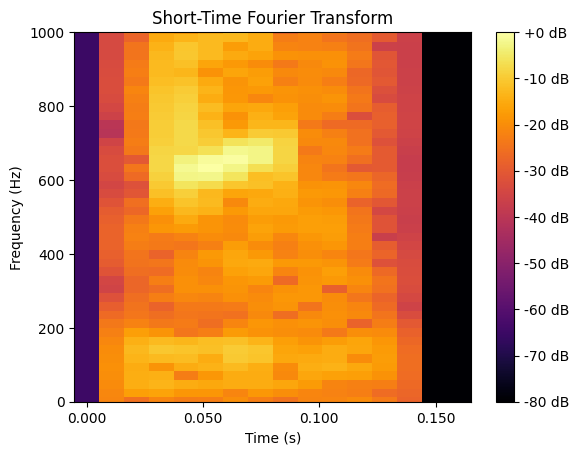 Short-Time Fourier Transform
1000
800
600
400
200
0
Frequency (Hz)
0.000
0.050
0.100
0.150
Time (s)
+0 dB
-10 dB
-20 dB
-30 dB
-40 dB
-50 dB
-60 dB
-70 dB
-80 dB